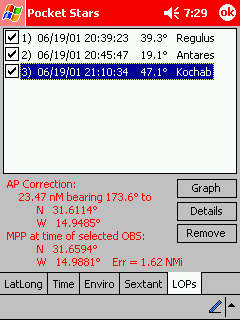 Pocket Stars 7:29 ok
1) 06/19/01 20:39:23 39.3° Regulus
2) 06/19/01 20:45:47 19.1° Antares
3) 06/19/01 21:10:34 47.1° Kochab
AP Correction:
23.47 nM bearing 173.6° to
N 31.6114°
W 14.9485°
MPP at time of selected OBS:
N 31.6594°
W 14.9881° Err = 1.62 NMi
Graph
Details
Remove
LatLong Time Enviro Sextant LOPs